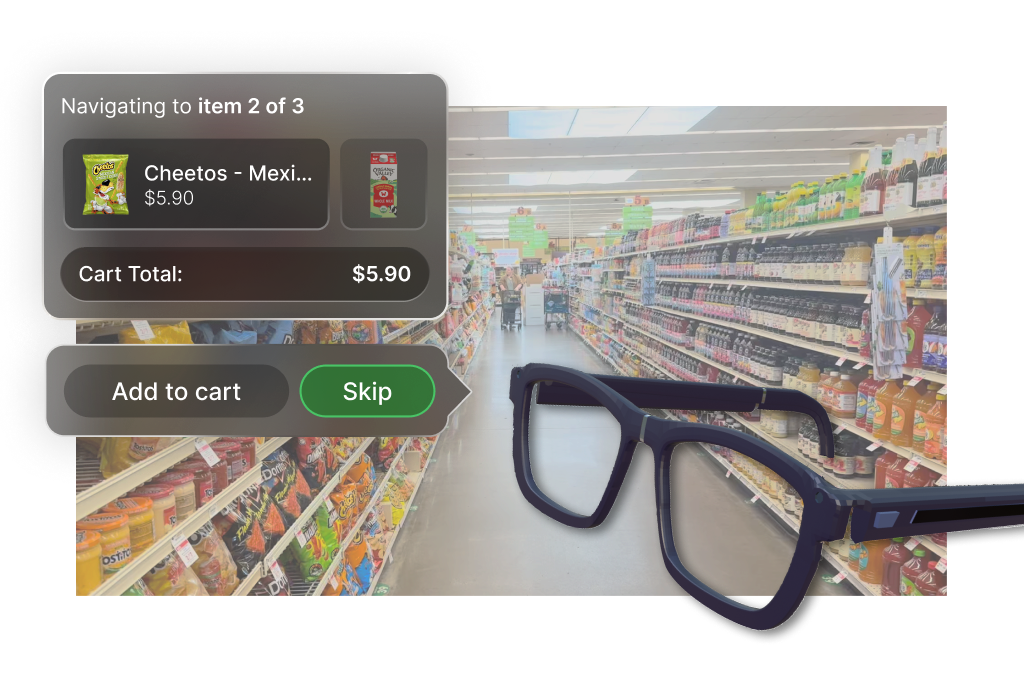 Navigating to item 2 of 3
Cheetos - Mexi...
$5.90
Cart Total:
$5.90
Add to cart
Skip